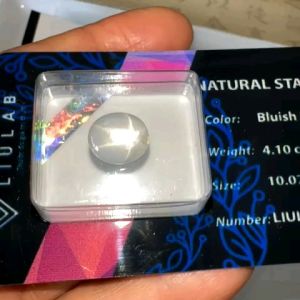 LIULAB
NATURAL STA
Color: Bluish
Weight: 4.10 c
Size: 10.07
Number: LIUL